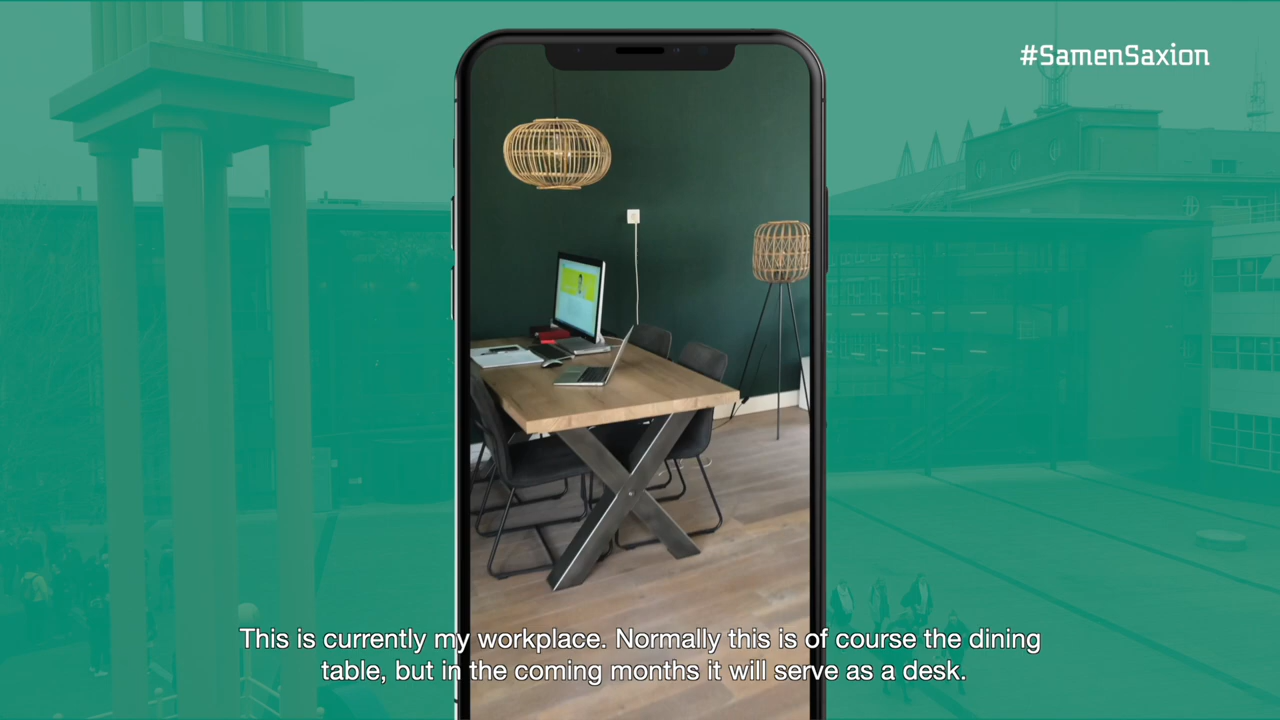 #SamenSaxion
This is currently my workplace. Normally this is of course the dining
table, but in the coming months it will serve as a desk.